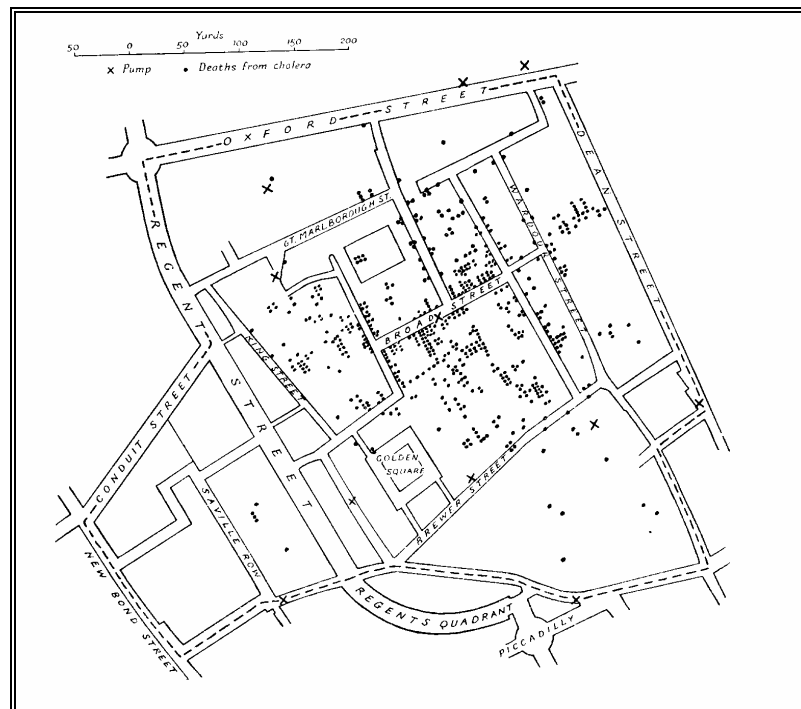 Yards
50 0 50 100 150 200
× Pump • Deaths from cholera
OXFORD STREET
DEAN STREET
WARDOUR STREET
GT. MARLBOROUGH ST.
REGENT STREET
BROAD STREET
KING STREET
CONDUIT STREET
GOLDEN
SQUARE
BREWER STREET
SAVILLE ROW
NEW BOND STREET
REGENTS QUADRANT
PICCADILLY